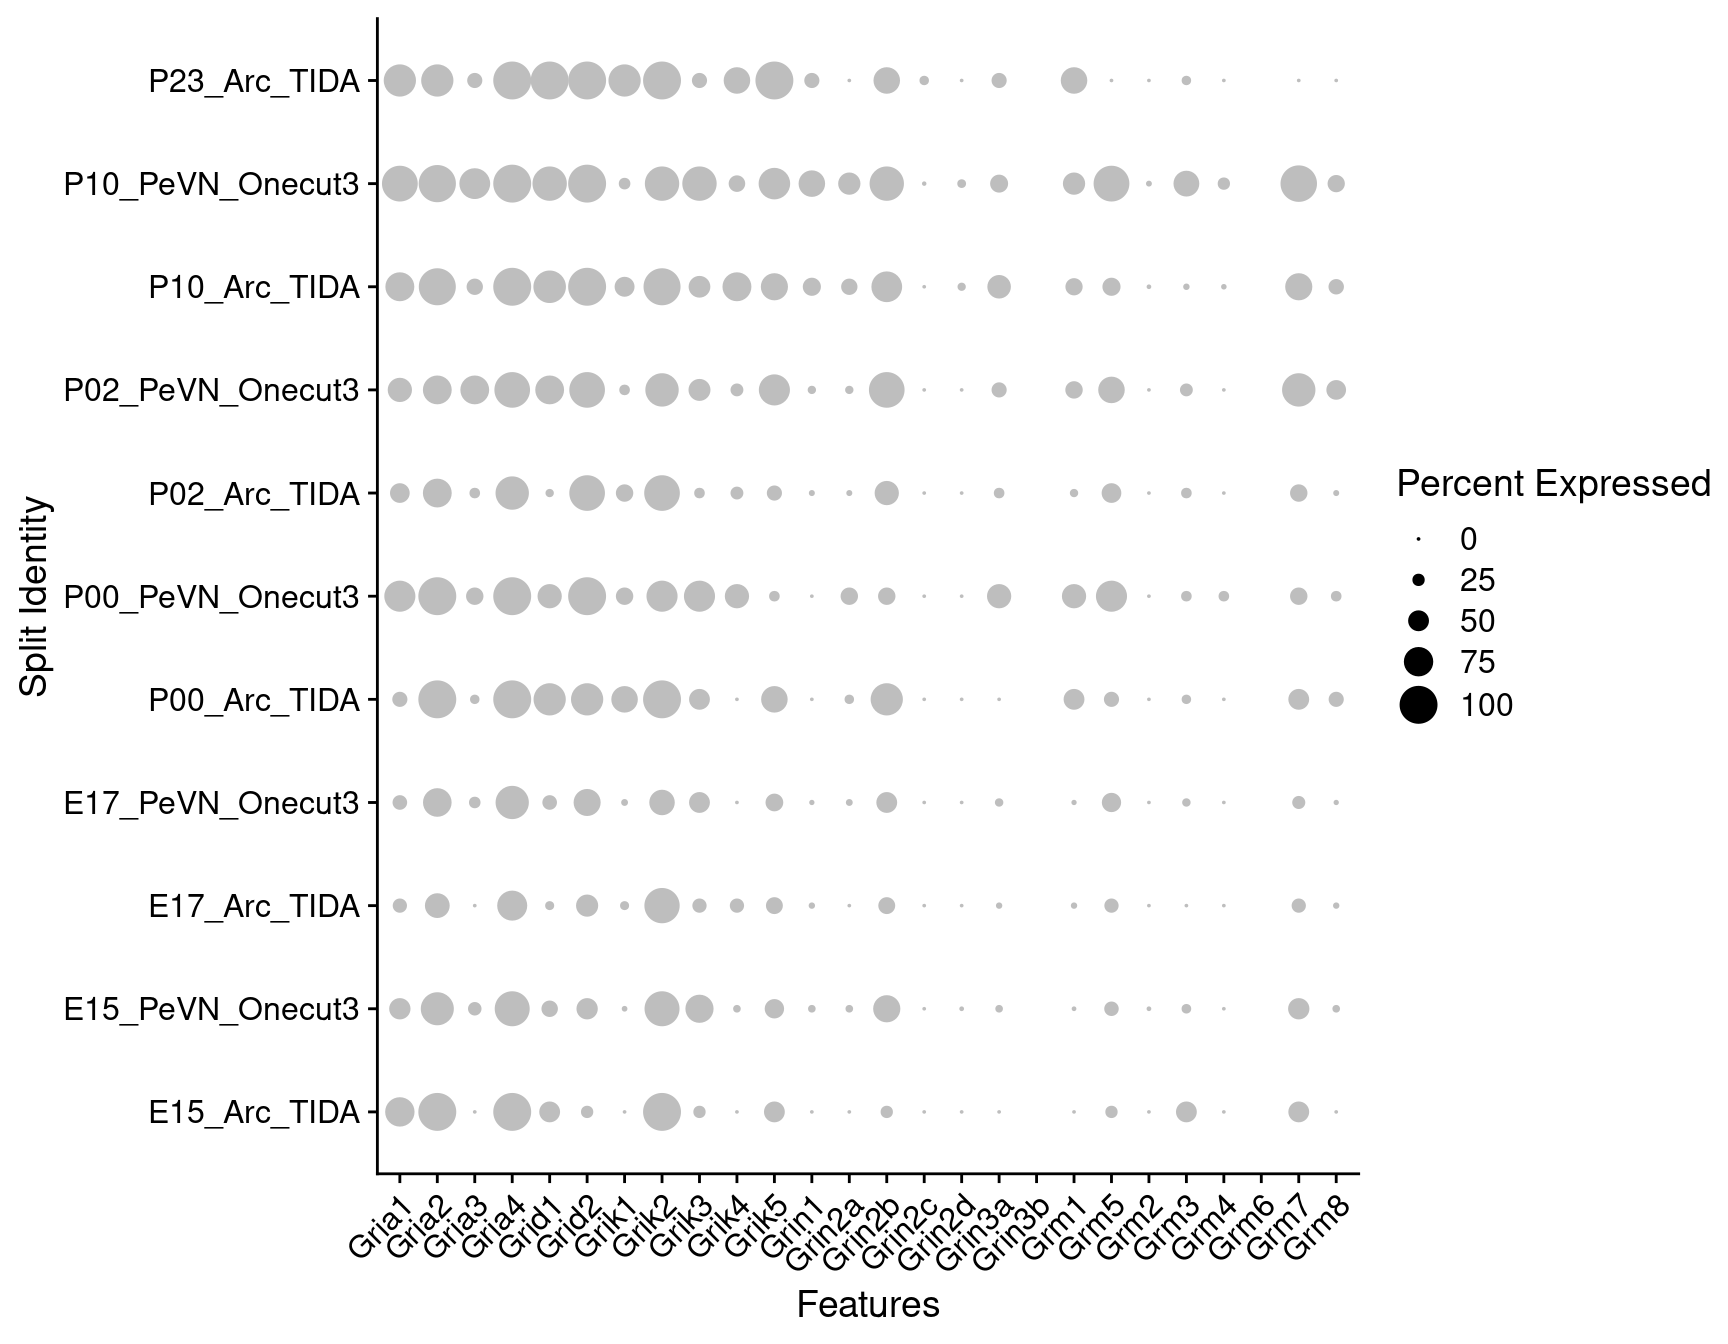 P23_Arc_TIDA
P10_PeVN_Onecut3
P10_Arc_TIDA
P02_PeVN_Onecut3
P02_Arc_TIDA
P00_PeVN_Onecut3
P00_Arc_TIDA
E17_PeVN_Onecut3
E17_Arc_TIDA
E15_PeVN_Onecut3
E15_Arc_TIDA
Split Identity
Gria1
Gria2
Gria3
Gria4
Grid1
Grid2
Grik1
Grik2
Grik3
Grik4
Grik5
Grin1
Grin2a
Grin2b
Grin2c
Grin2d
Grin3a
Grin3b
Grm1
Grm5
Grm2
Grm3
Grm4
Grm6
Grm7
Grm8
Features
Percent Expressed
0
25
50
75
100